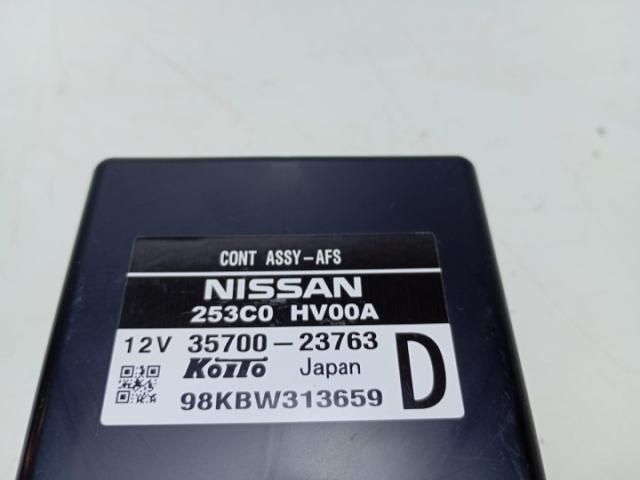 CONT ASSY-AFS
NISSAN
253C0 HV00A
12V 35700-23763
KOITO Japan D
98KBW313659